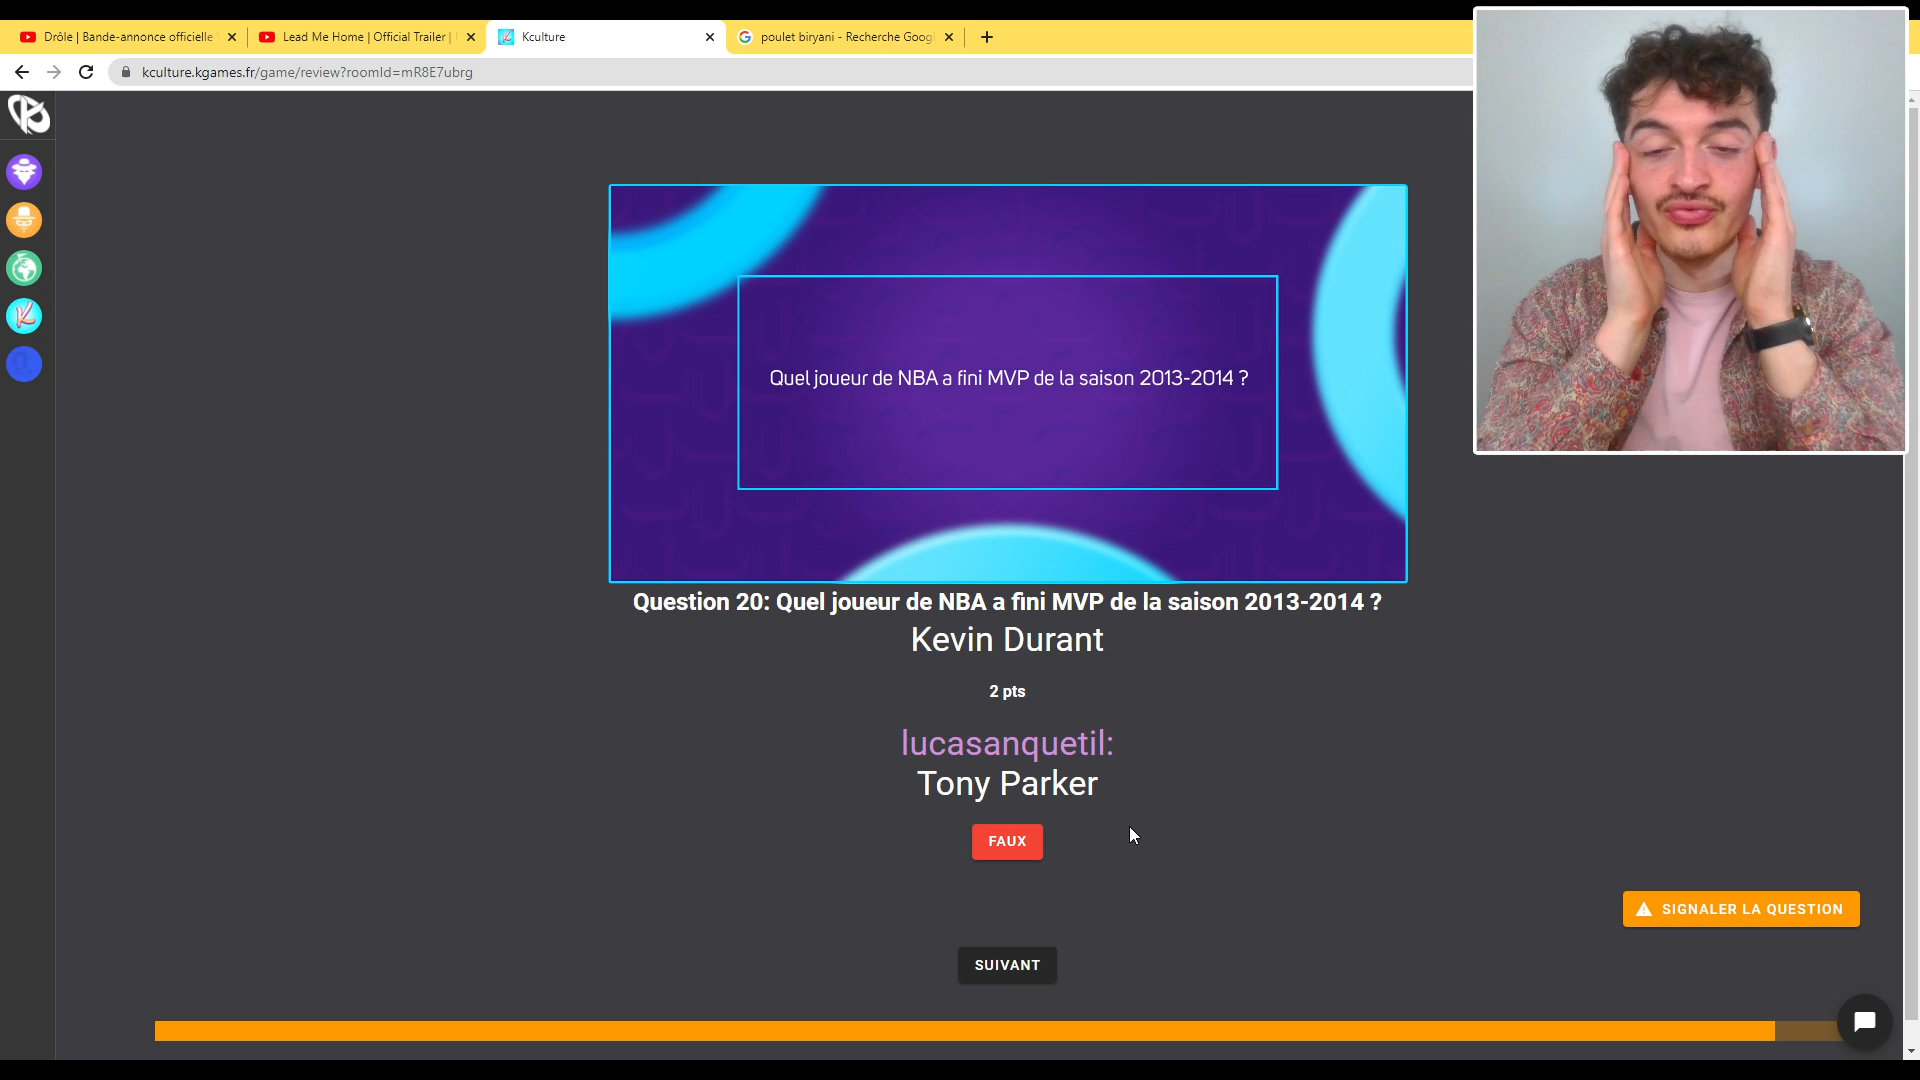 Drôle | Bande-annonce officielle
Lead Me Home | Official Trailer |
Kculture
poulet biryani - Recherche Goog
kculture.kgames.fr/game/review?roomId=mR8E7ubrg
Quel joueur de NBA a fini MVP de la saison 2013-2014 ?
Question 20: Quel joueur de NBA a fini MVP de la saison 2013-2014 ?
Kevin Durant
2 pts
lucasanquetil:
Tony Parker
FAUX
SIGNALER LA QUESTION
SUIVANT